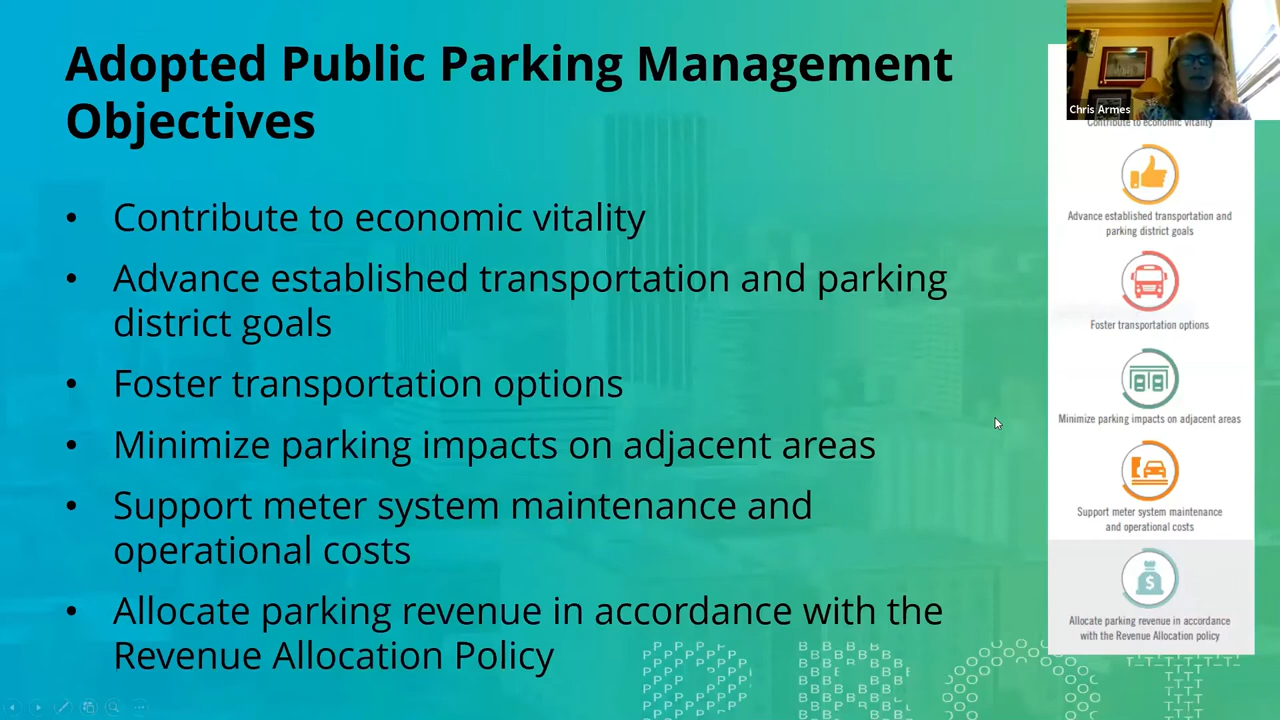 Adopted Public Parking Management
Objectives
• Contribute to economic vitality
• Advance established transportation and parking
district goals
• Foster transportation options
• Minimize parking impacts on adjacent areas
• Support meter system maintenance and
operational costs
• Allocate parking revenue in accordance with the
Revenue Allocation Policy
Chris Armes
Contribute to economic vitality
Advance established transportation and
parking district goals
Foster transportation options
Minimize parking impacts on adjacent areas
Support meter system maintenance
and operational costs
$
Allocate parking revenue in accordance
with the Revenue Allocation policy
PBOT